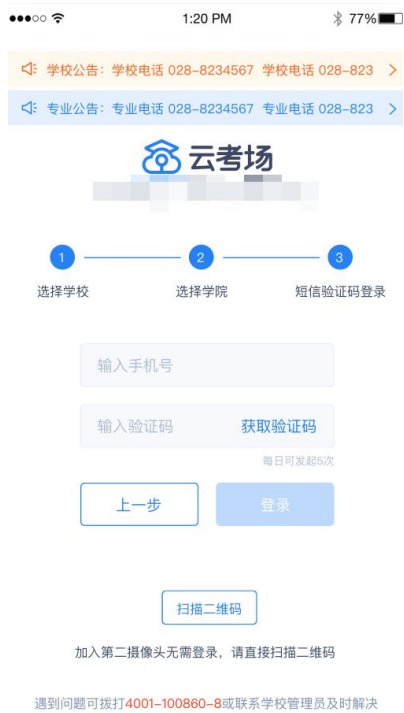 1:20 PM 77%
学校公告：学校电话 028-8234567 学校电话 028-823
专业公告：专业电话 028-8234567 专业电话 028-823
云考场
1 2 3
选择学校 选择学院 短信验证码登录
输入手机号
输入验证码 获取验证码
每日可发起5次
上一步 登录
扫描二维码
加入第二摄像头无需登录，请直接扫描二维码
遇到问题可拨打4001-100860-8或联系学校管理员及时解决